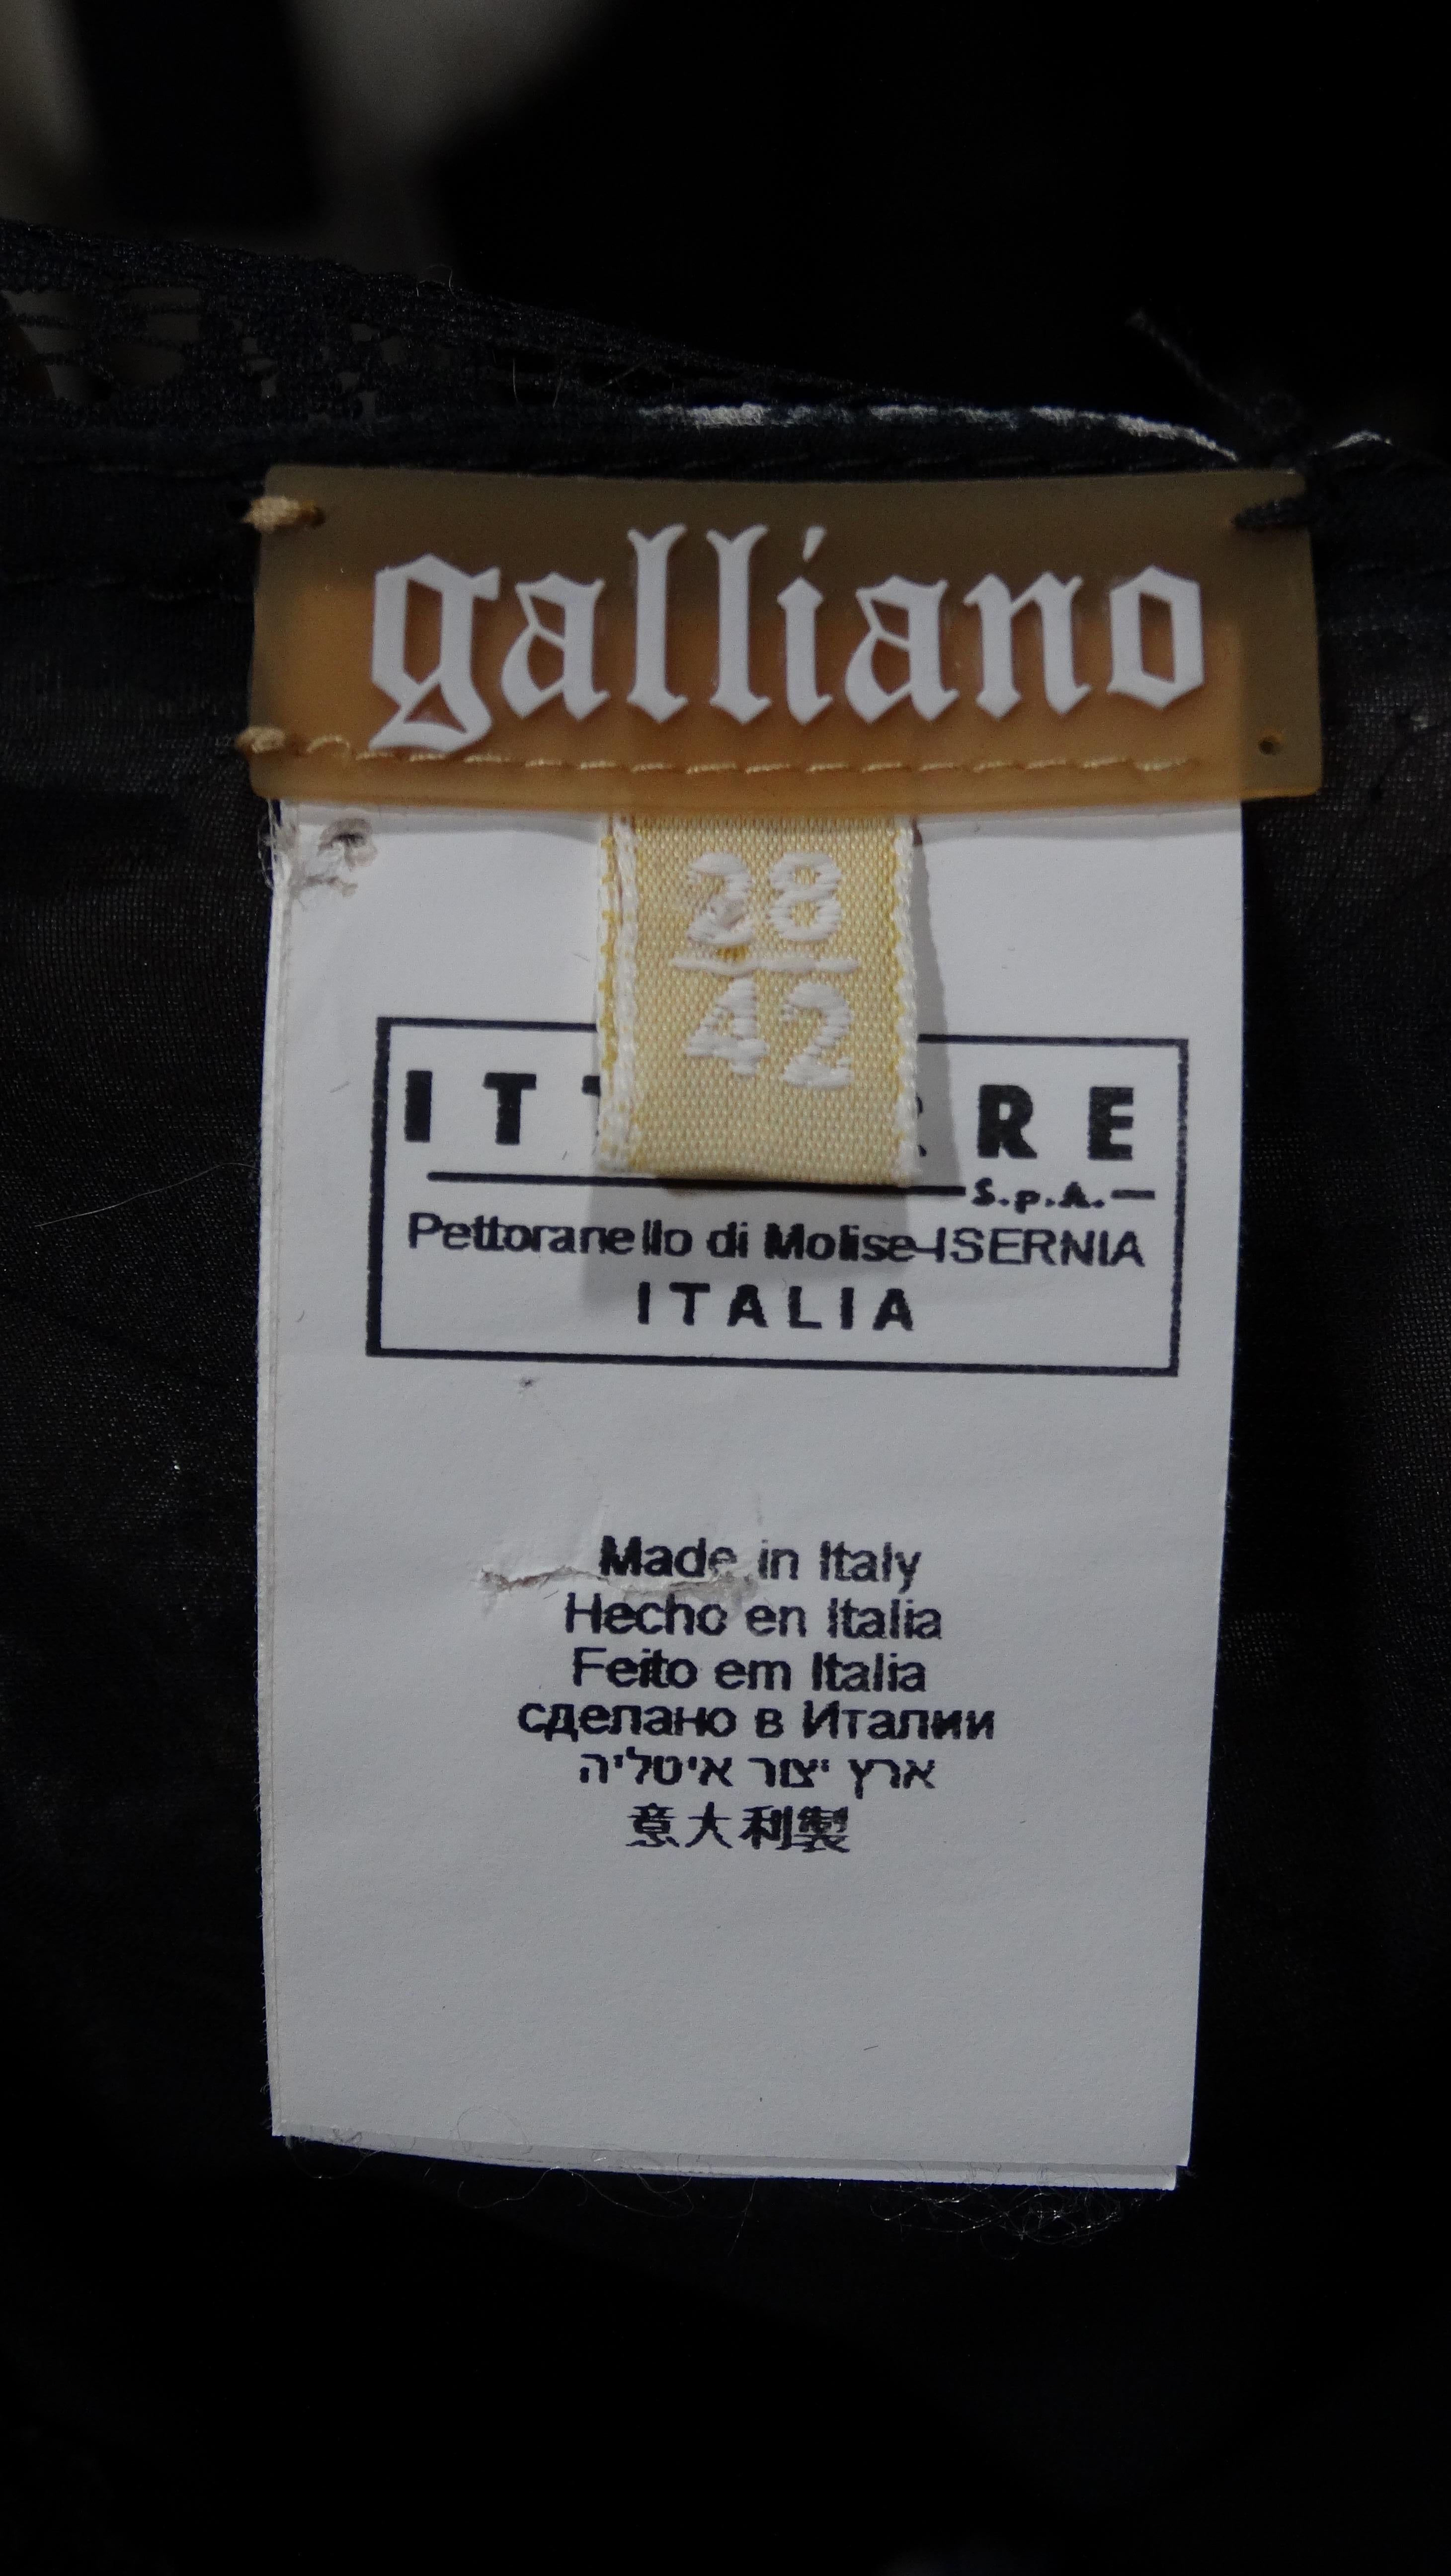 galliano
28
42
RE
S.p.A.
Pettoranello di Molise-ISERNIA
ITALIA
Made in Italy
Hecho en Italia
Feito em Italia
сделано в Италии
ארץ יצור איטליה
意大利製